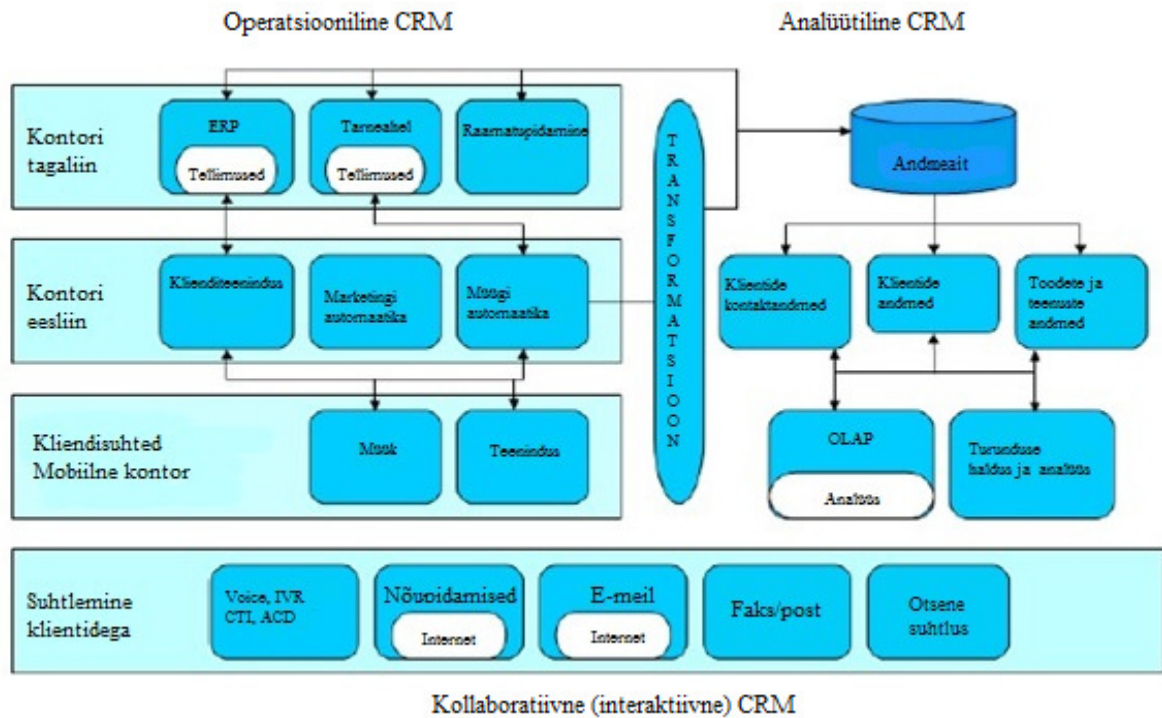 Operatsiooniline CRM
Analüütiline CRM
Kontori
tagaliin
ERP
Tellimused
Tarneahel
Tellimused
Raamatupidamine
TRANSFORMATSIOON
Andmeait
Kontori
eesliin
Klienditeenindus
Marketingi
automaatika
Müügi
automaatika
Klientide
kontaktandmed
Klientide
andmed
Toodete ja
teenuste
andmed
Kliendisuhted
Mobiilne kontor
Müük
Teenindus
OLAP
Analüüs
Turunduse
haldus ja analüüs
Suhtlemine
klientidega
Voice, IVR
CTI, ACD
Nõupidamised
Internet
E-meil
Internet
Faks/post
Otsene
suhtlus
Kollaboratiivne (interaktiivne) CRM